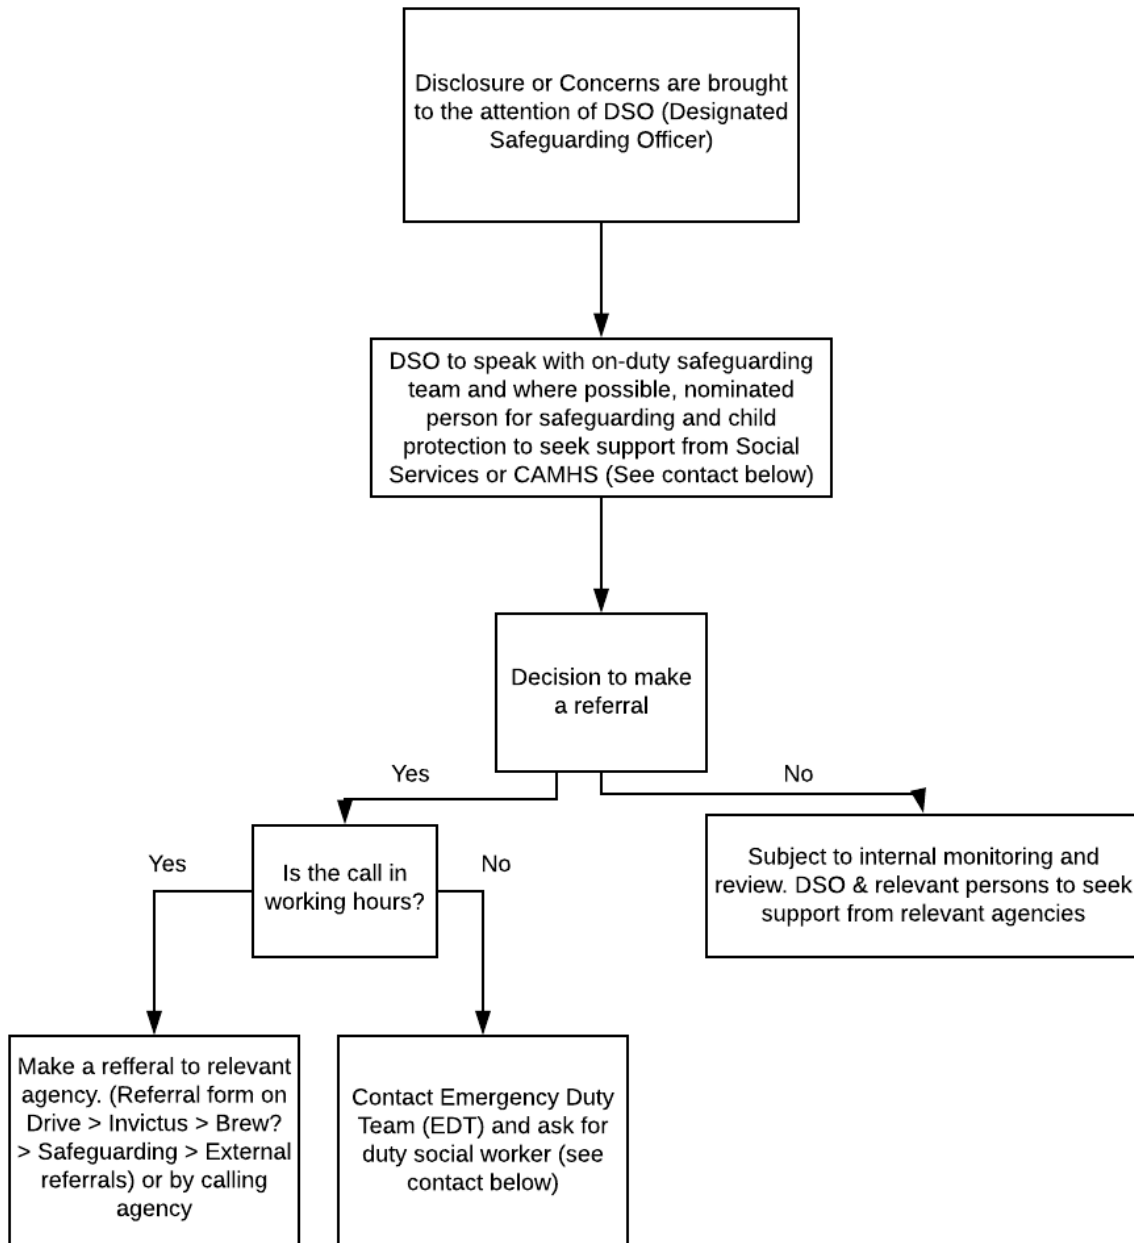 Disclosure or Concerns are brought
to the attention of DSO (Designated
Safeguarding Officer)
DSO to speak with on-duty safeguarding
team and where possible, nominated
person for safeguarding and child
protection to seek support from Social
Services or CAMHS (See contact below)
Decision to make
a referral
Yes
No
Is the call in
working hours?
Yes
No
Subject to internal monitoring and
review. DSO & relevant persons to seek
support from relevant agencies
Make a refferal to relevant
agency. (Referral form on
Drive > Invictus > Brew?
> Safeguarding > External
referrals) or by calling
agency
Contact Emergency Duty
Team (EDT) and ask for
duty social worker (see
contact below)